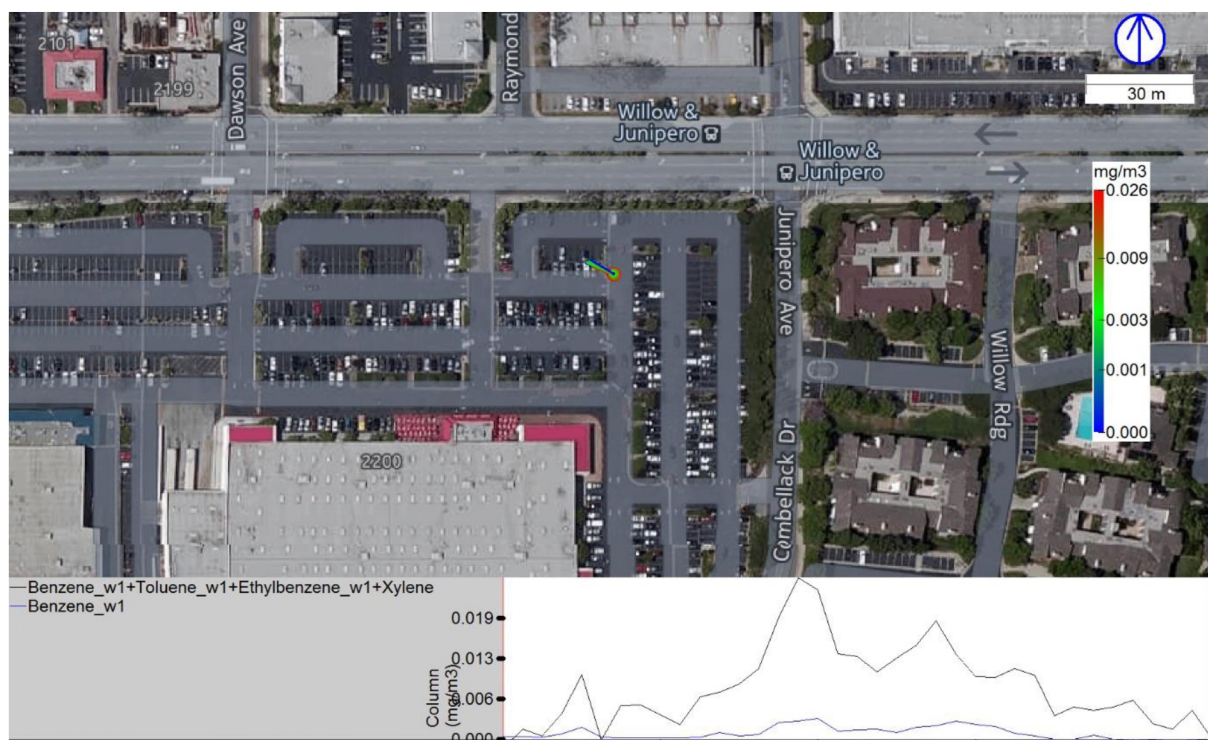 2101
2199
Dawson Ave
Raymond
30 m
Willow &
Junipero
Willow &
Junipero
mg/m3
0.026
0.009
0.003
0.001
0.000
Junipero Ave
Willow Rdg
Combellack Dr
2200
Benzene_w1+Toluene_w1+Ethylbenzene_w1+Xylene
Benzene_w1
Column
(mg/m3)
0.019
0.013
0.006
0.000